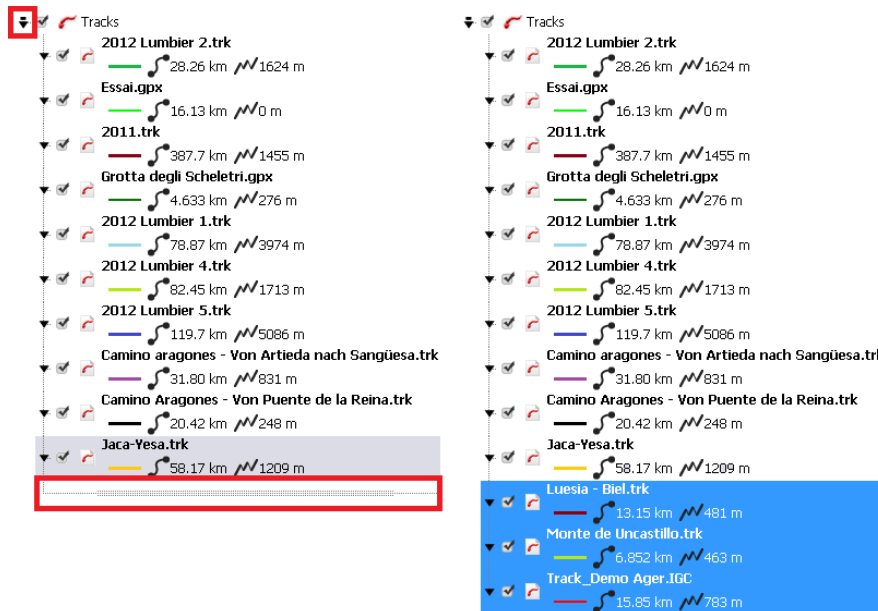 Tracks
2012 Lumbier 2.trk
28.26 km 1624 m
Essai.gpx
16.13 km 0 m
2011.trk
387.7 km 1455 m
Grotta degli Scheletri.gpx
4.633 km 276 m
2012 Lumbier 1.trk
78.87 km 3974 m
2012 Lumbier 4.trk
82.45 km 1713 m
2012 Lumbier 5.trk
119.7 km 5086 m
Camino aragones - Von Artieda nach Sangüesa.trk
31.80 km 831 m
Camino Aragones - Von Puente de la Reina.trk
20.42 km 248 m
Jaca-Yesa.trk
58.17 km 1209 m
Tracks
2012 Lumbier 2.trk
28.26 km 1624 m
Essai.gpx
16.13 km 0 m
2011.trk
387.7 km 1455 m
Grotta degli Scheletri.gpx
4.633 km 276 m
2012 Lumbier 1.trk
78.87 km 3974 m
2012 Lumbier 4.trk
82.45 km 1713 m
2012 Lumbier 5.trk
119.7 km 5086 m
Camino aragones - Von Artieda nach Sangüesa.trk
31.80 km 831 m
Camino Aragones - Von Puente de la Reina.trk
20.42 km 248 m
Jaca-Yesa.trk
58.17 km 1209 m
Luesia - Biel.trk
13.15 km 481 m
Monte de Uncastillo.trk
6.852 km 463 m
Track_Demo Ager.IGC
15.85 km 783 m